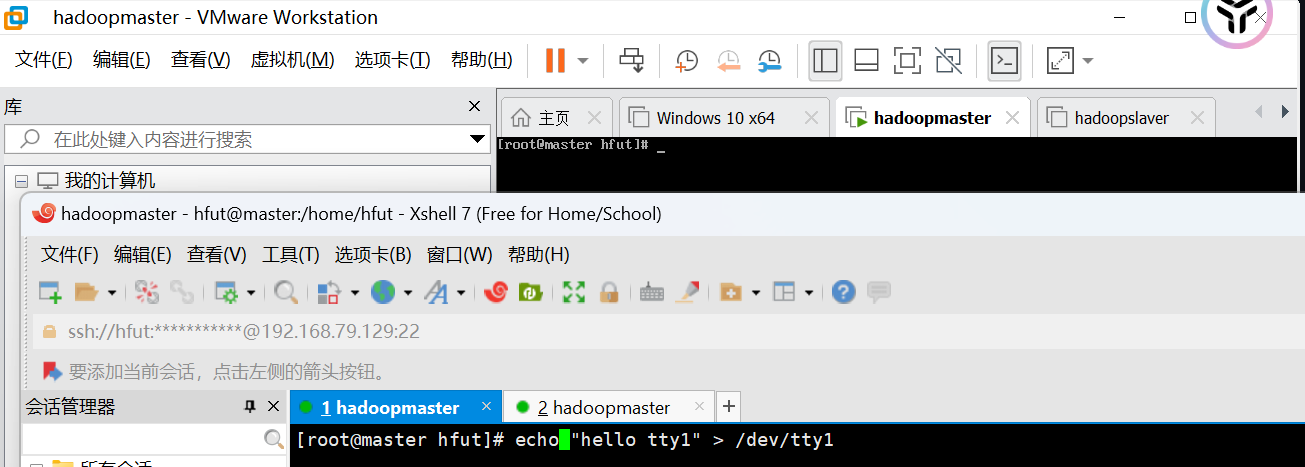 hadoopmaster - VMware Workstation
文件(F) 编辑(E) 查看(V) 虚拟机(M) 选项卡(T) 帮助(H)
库
在此处键入内容进行搜索
主页 Windows 10 x64 hadoopmaster hadoopslaver
[root@master hfut]# _
我的计算机
hadoopmaster - hfut@master:/home/hfut - Xshell 7 (Free for Home/School)
文件(F) 编辑(E) 查看(V) 工具(T) 选项卡(B) 窗口(W) 帮助(H)
ssh://hfut:***********@192.168.79.129:22
要添加当前会话，点击左侧的箭头按钮。
会话管理器
1 hadoopmaster 2 hadoopmaster
[root@master hfut]# echo "hello tty1" > /dev/tty1
所有会话